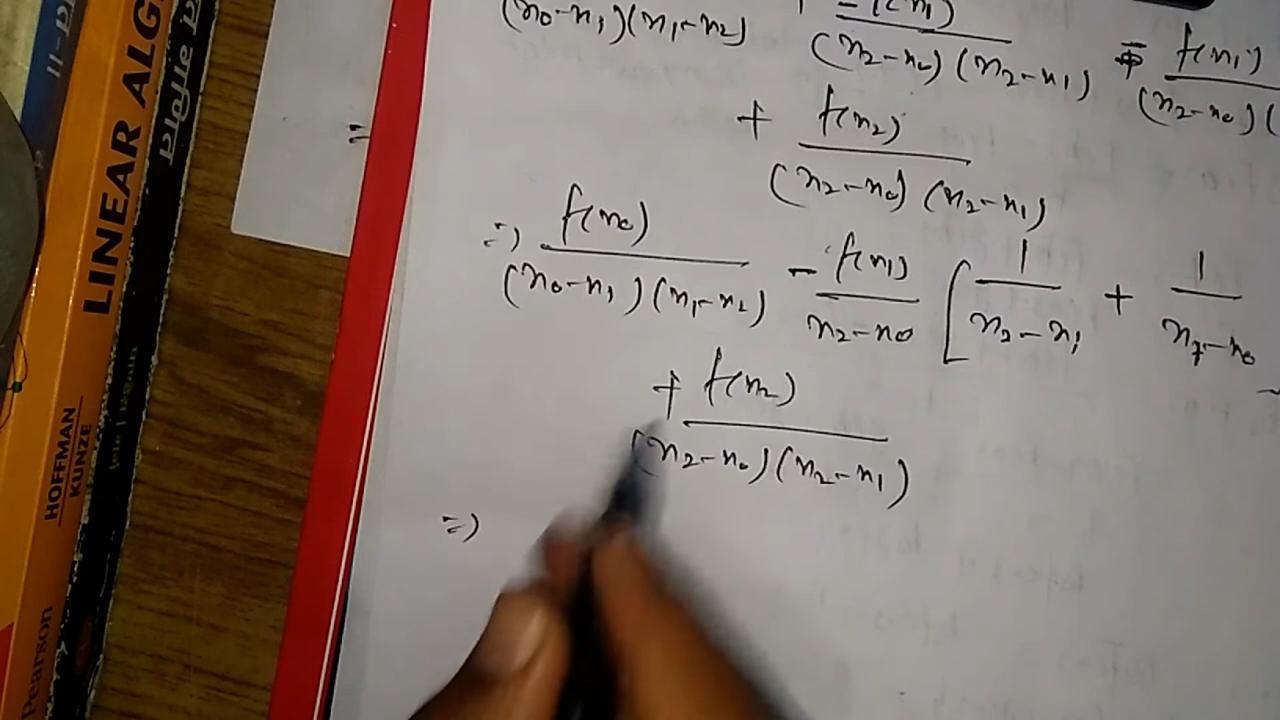 (x₀-x₁)(x₁-x₂)
(x₂-x₀)(x₂-x₁)
f(x₁)
(x₂-x₀)(
=
+ f(x₂)
(x₂-x₀)(x₂-x₁)
=) f(x₀)
(x₀-x₁)(x₁-x₂)
- f(x₁)
x₂-x₀
[ 1
x₂-x₁
+ 1
+ f(x₂)
(x₂-x₀)(x₂-x₁)
=)
LINEAR ALG
HOFFMAN
KUNZE
Pearson